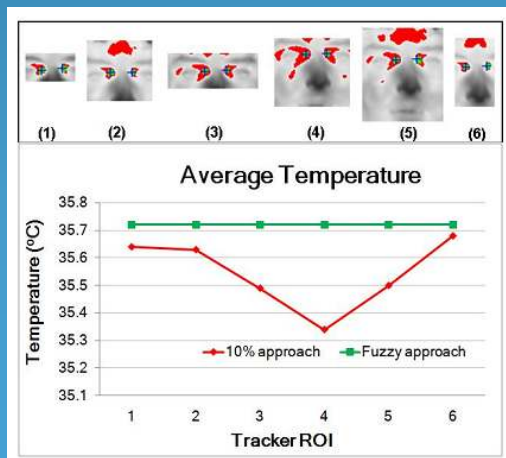 (1) (2) (3) (4) (5) (6)
Average Temperature
Temperature (ºC)
35.8
35.7
35.6
35.5
35.4
35.3
35.2
35.1
10% approach Fuzzy approach
1 2 3 4 5 6
Tracker ROI